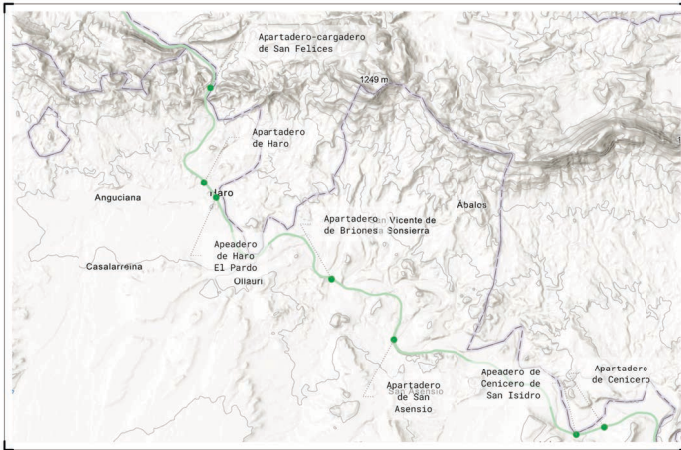 Apartadero-cargadero
de San Felices
1249 m
Apartadero
de Haro
Haro
Anguciana
Ábalos
Apartadero
de Briones
Vicente de
Sonsierra
Apeadero
de Haro
El Pardo
Casalarreina
Ollauri
Apeadero de
Cenicero de
San Isidro
Apartadero
de Cenicero
Apartadero
de San
Asensio
San Asensio